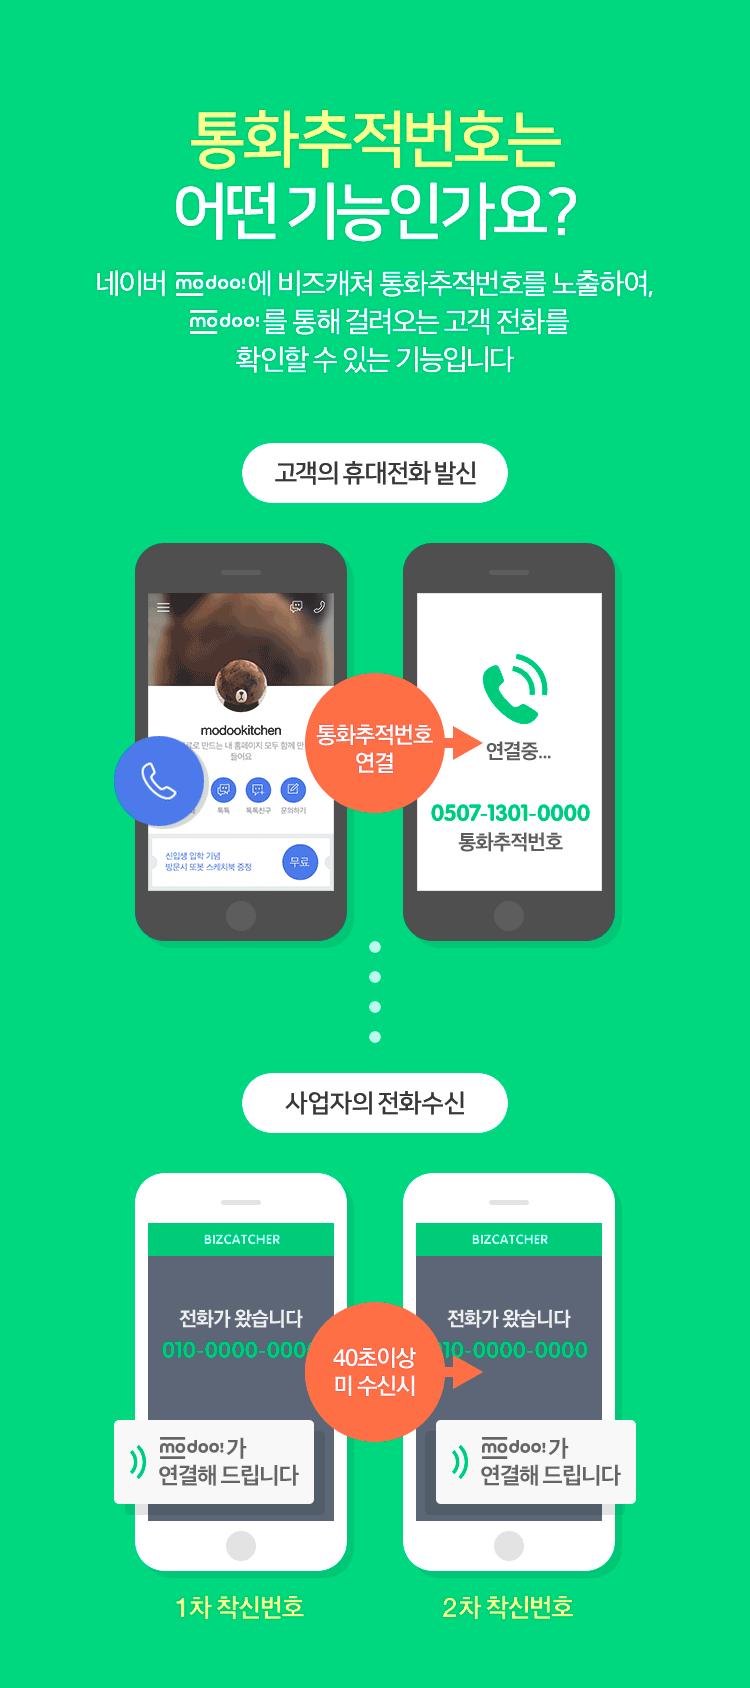 통화추적번호는
어떤 기능인가요?
네이버 modoo!에 비즈캐쳐 통화추적번호를 노출하여,
modoo!를 통해 걸려오는 고객 전화를
확인할 수 있는 기능입니다
고객의 휴대전화 발신
modookitchen
만드는 내 홈페이지 모두 함께 만
들어요
톡톡
톡톡친구
문의하기
신입생 입학 기념
방문시 또봇 스케치북 증정
무료
통화추적번호
연결
연결중...
0507-1301-0000
통화추적번호
사업자의 전화수신
BIZCATCHER
전화가 왔습니다
010-0000-000
modoo!가
연결해 드립니다
40초이상
미 수신시
BIZCATCHER
전화가 왔습니다
10-0000-0000
modoo!가
연결해 드립니다
1차 착신번호
2차 착신번호